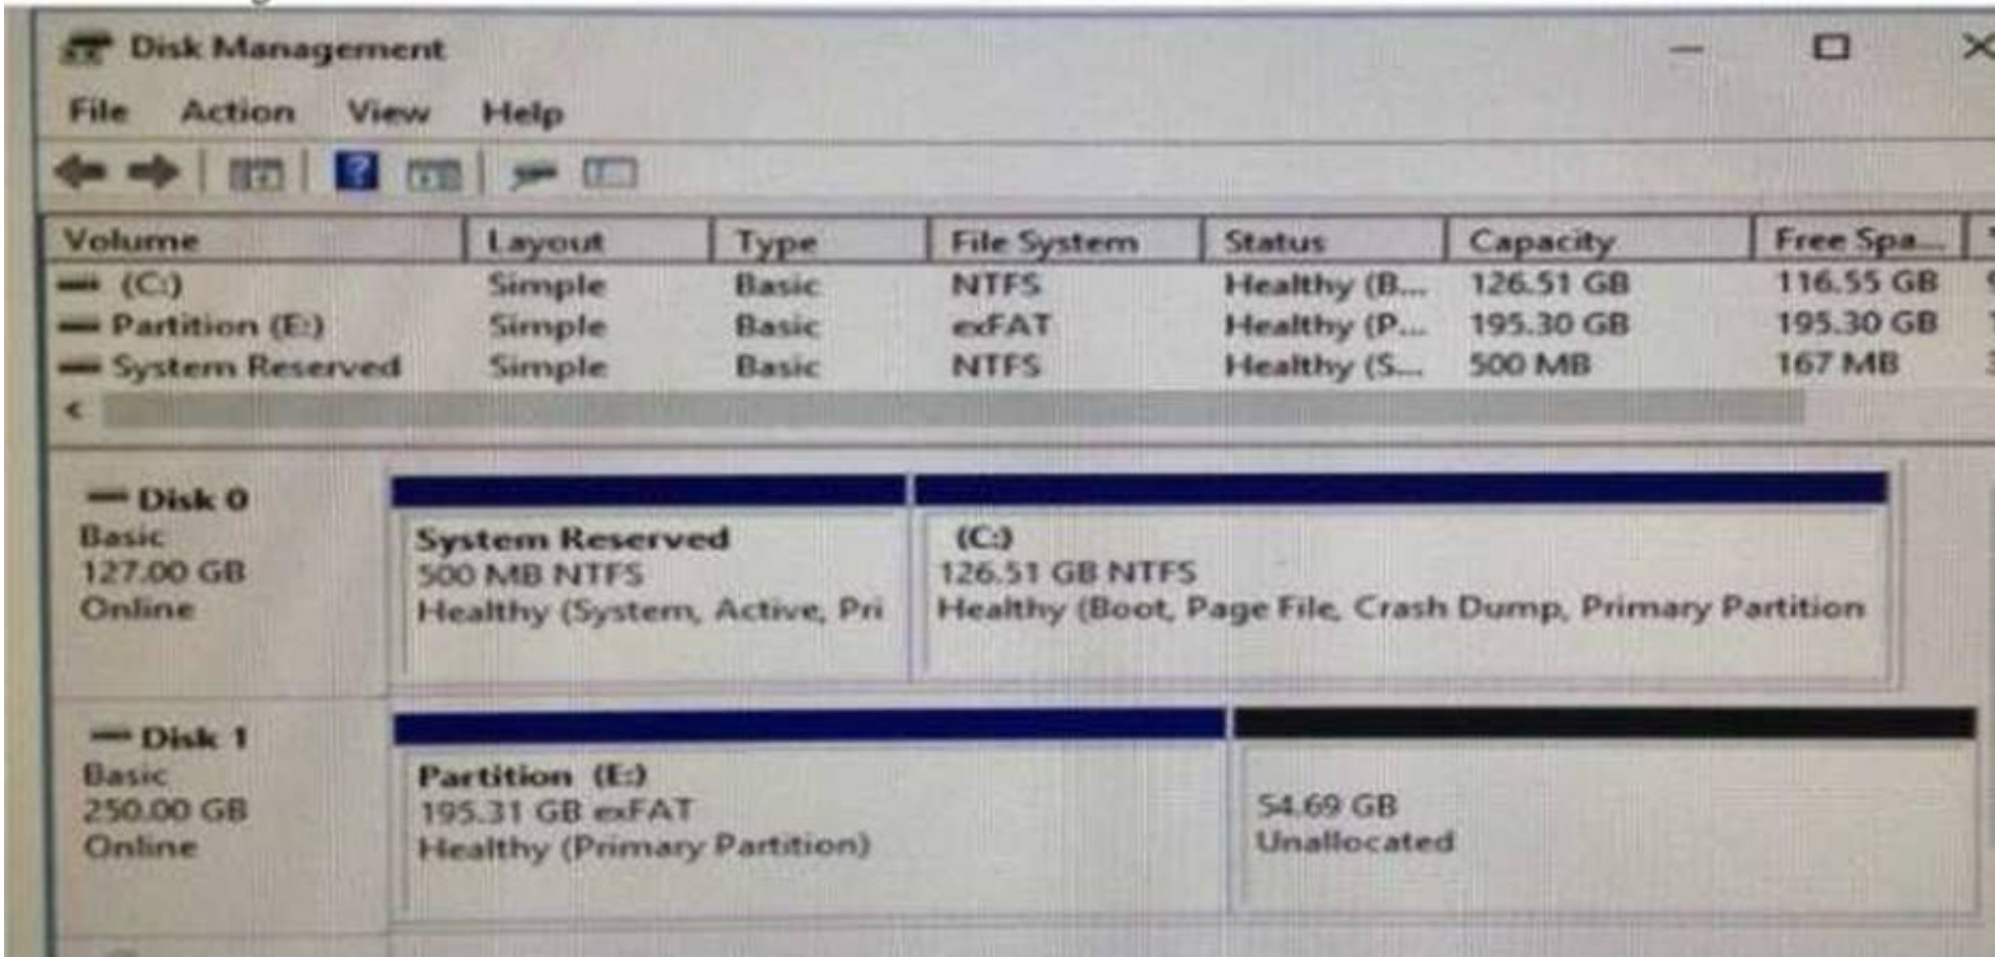 Disk Management
File Action View Help
Volume Layout Type File System Status Capacity Free Spa...
(C:) Simple Basic NTFS Healthy (B... 126.51 GB 116.55 GB
Partition (E:) Simple Basic exFAT Healthy (P... 195.30 GB 195.30 GB
System Reserved Simple Basic NTFS Healthy (S... 500 MB 167 MB
Disk 0
Basic
127.00 GB
Online
System Reserved
500 MB NTFS
Healthy (System, Active, Pri
(C:)
126.51 GB NTFS
Healthy (Boot, Page File, Crash Dump, Primary Partition
Disk 1
Basic
250.00 GB
Online
Partition (E:)
195.31 GB exFAT
Healthy (Primary Partition)
54.69 GB
Unallocated